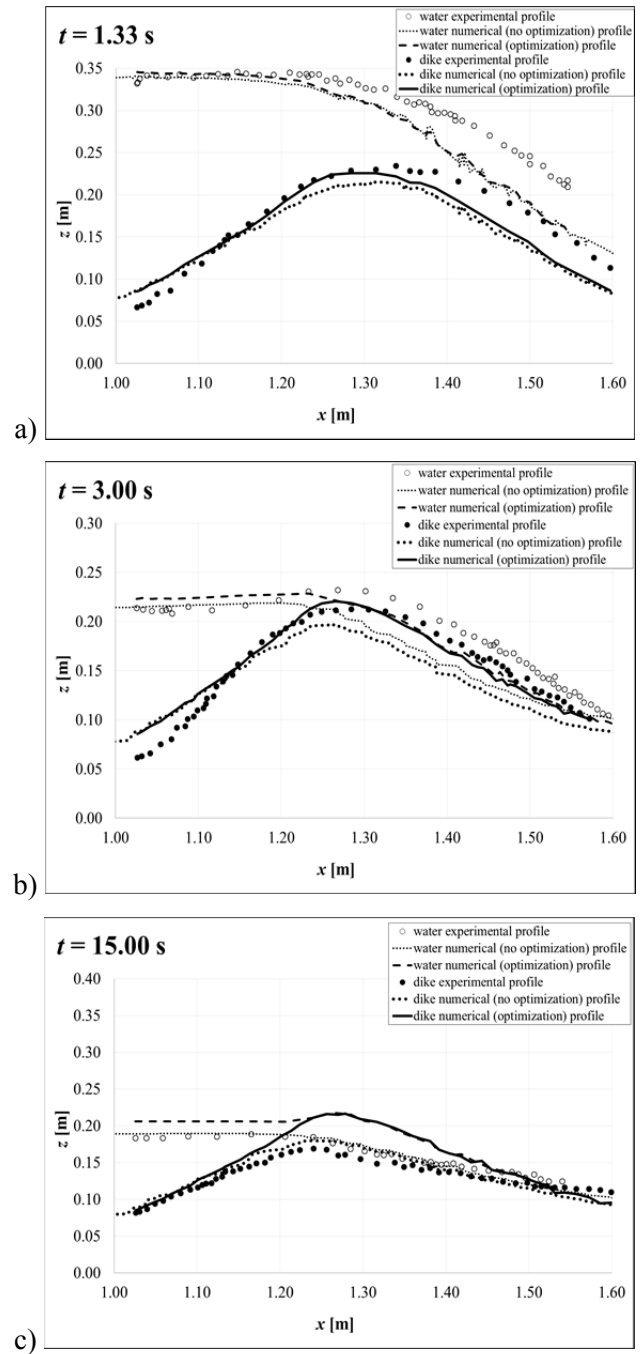 t = 1.33 s
water experimental profile
water numerical (no optimization) profile
water numerical (optimization) profile
dike experimental profile
dike numerical (no optimization) profile
dike numerical (optimization) profile
0.35
0.30
0.25
0.20
0.15
0.10
0.05
0.00
z [m]
1.00 1.10 1.20 1.30 1.40 1.50 1.60
x [m]
a)
t = 3.00 s
water experimental profile
water numerical (no optimization) profile
water numerical (optimization) profile
dike experimental profile
dike numerical (no optimization) profile
dike numerical (optimization) profile
0.30
0.25
0.20
0.15
0.10
0.05
0.00
z [m]
1.00 1.10 1.20 1.30 1.40 1.50 1.60
x [m]
b)
t = 15.00 s
water experimental profile
water numerical (no optimization) profile
water numerical (optimization) profile
dike experimental profile
dike numerical (no optimization) profile
dike numerical (optimization) profile
0.40
0.35
0.30
0.25
0.20
0.15
0.10
0.05
0.00
z [m]
1.00 1.10 1.20 1.30 1.40 1.50 1.60
x [m]
c)